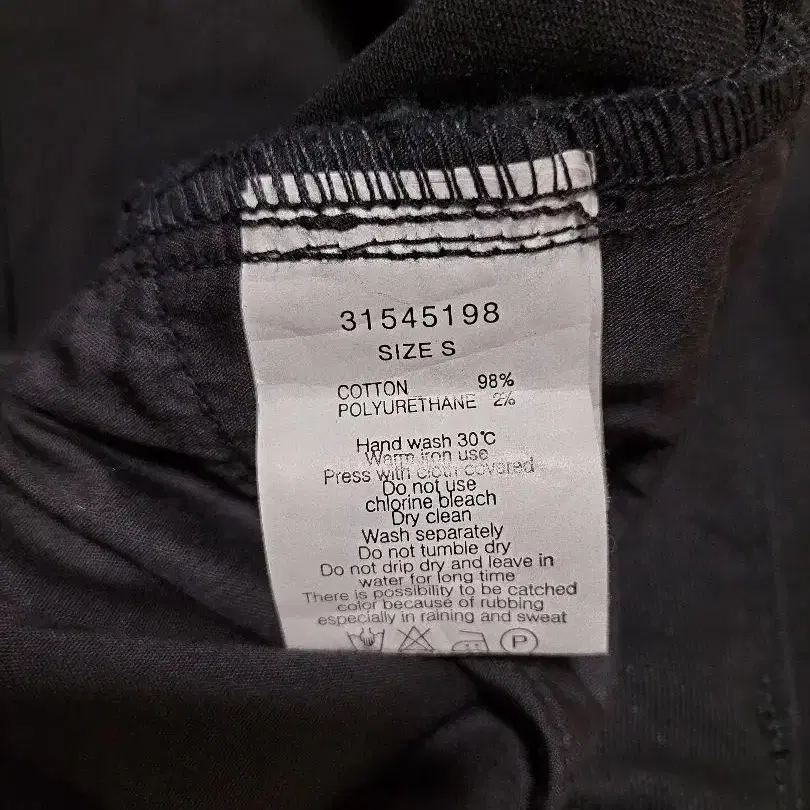 31545198
SIZE S
COTTON 98%
POLYURETHANE 2%
Hand wash 30℃
Warm iron use
Press with cloth covared
Do not use
chlorine bleach
Dry clean
Wash separately
Do not tumble dry
Do not drip dry and leave in
water for long time
There is possibility to be catched
color because of rubbing
especially in raining and sweat
P